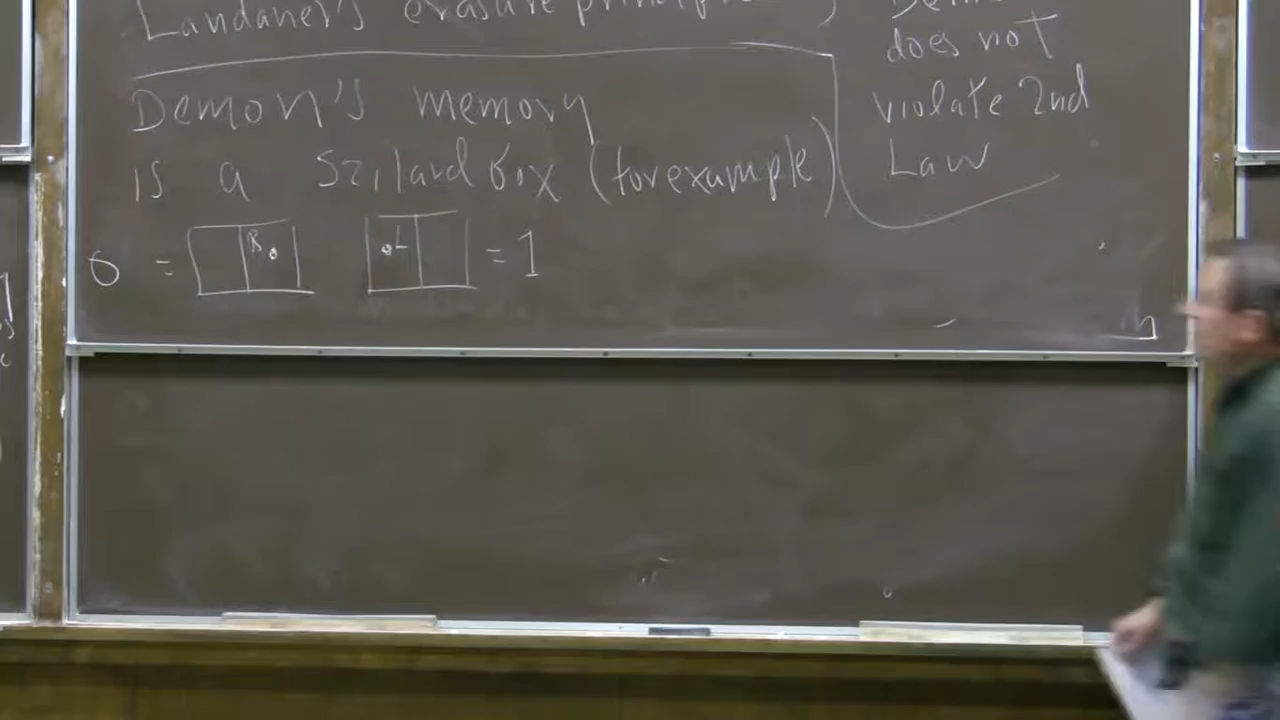 Landauer's erasure principle
Demon's memory
is a Szilard box (for example)
0 = R L = 1
does not
violate 2nd
Law